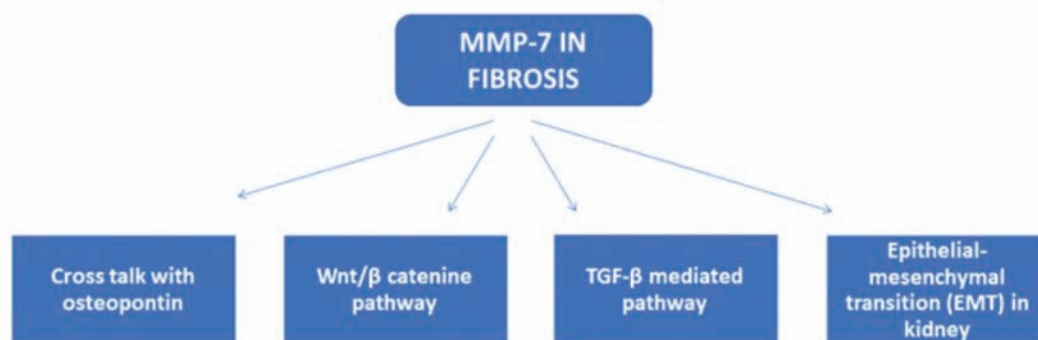 MMP-7 IN
FIBROSIS
Cross talk with
osteopontin
Wnt/β catenine
pathway
TGF-β mediated
pathway
Epithelial-
mesenchymal
transition (EMT) in
kidney